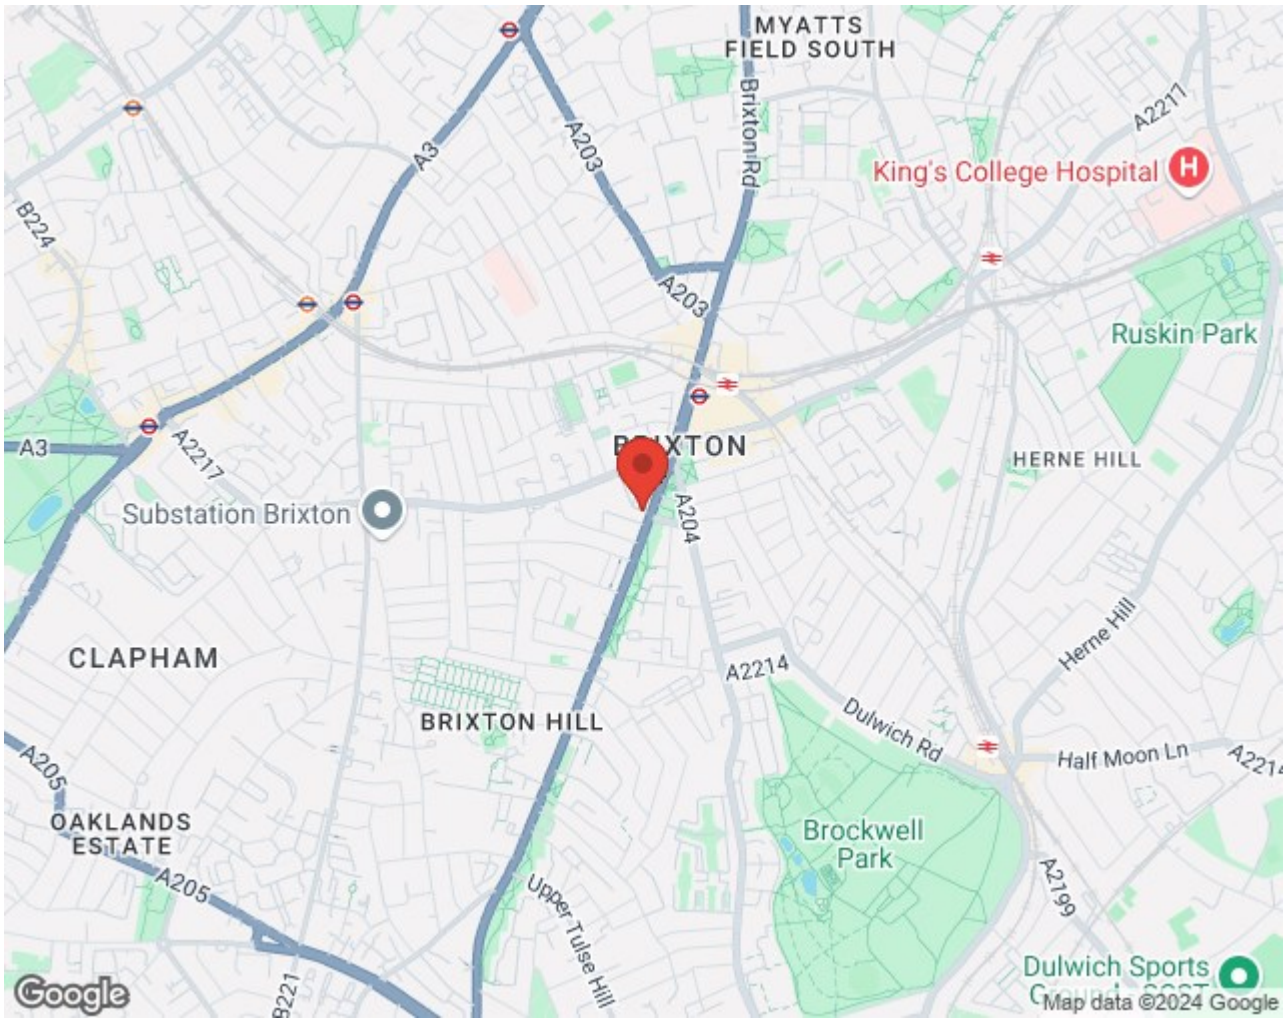 MYATTS
FIELD SOUTH
A2217
A3
A203
Brixton Rd
King's College Hospital
H
B224
A203
Ruskin Park
A3
A2217
BRIXTON
HERNE HILL
Substation Brixton
A204
Herne Hill
CLAPHAM
A2214
BRIXTON HILL
Dulwich Rd
Half Moon Ln
A2214
A205
OAKLANDS
ESTATE
Brockwell
Park
A205
Upper Tulse Hill
A2199
B221
Dulwich Sports
Google
Map data ©2024 Google